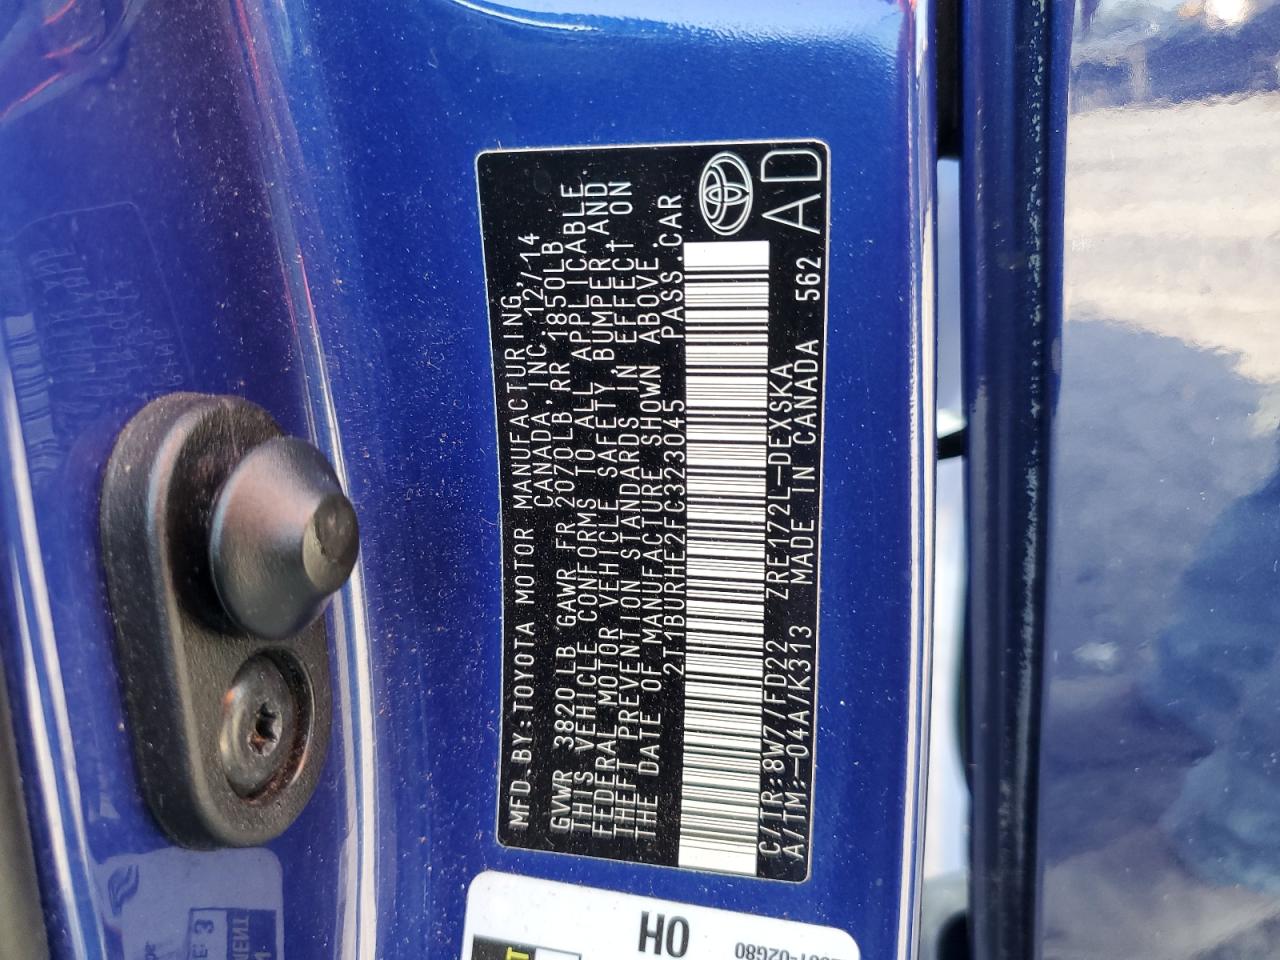 MFD.BY:TOYOTA MOTOR MANUFACTURING
CANADA,INC. 12/14
GVWR 3820LB GAWR FR 2070LB,RR 1850LB
THIS VEHICLE CONFORMS TO ALL APPLICABLE
FEDERAL MOTOR VEHICLE SAFETY,BUMPER,AND
THEFT PREVENTION STANDARDS IN EFFECT ON
THE DATE OF MANUFACTURE SHOWN ABOVE.
2T1BURHE2FC323045 PASS.CAR
C/TR:8W7/FD22 ZRE172L-DEXSKA
A/TM:-04A/K313 MADE IN CANADA 562
AD
HO